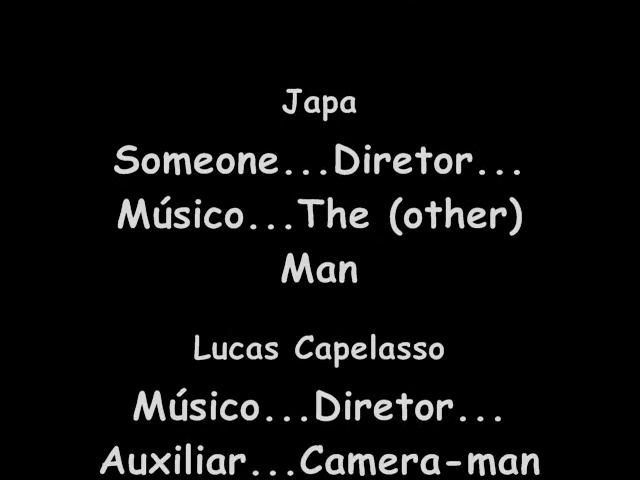 Japa
Someone...Diretor...
Músico...The (other)
Man
Lucas Capelasso
Músico...Diretor...
Auxiliar...Camera-man